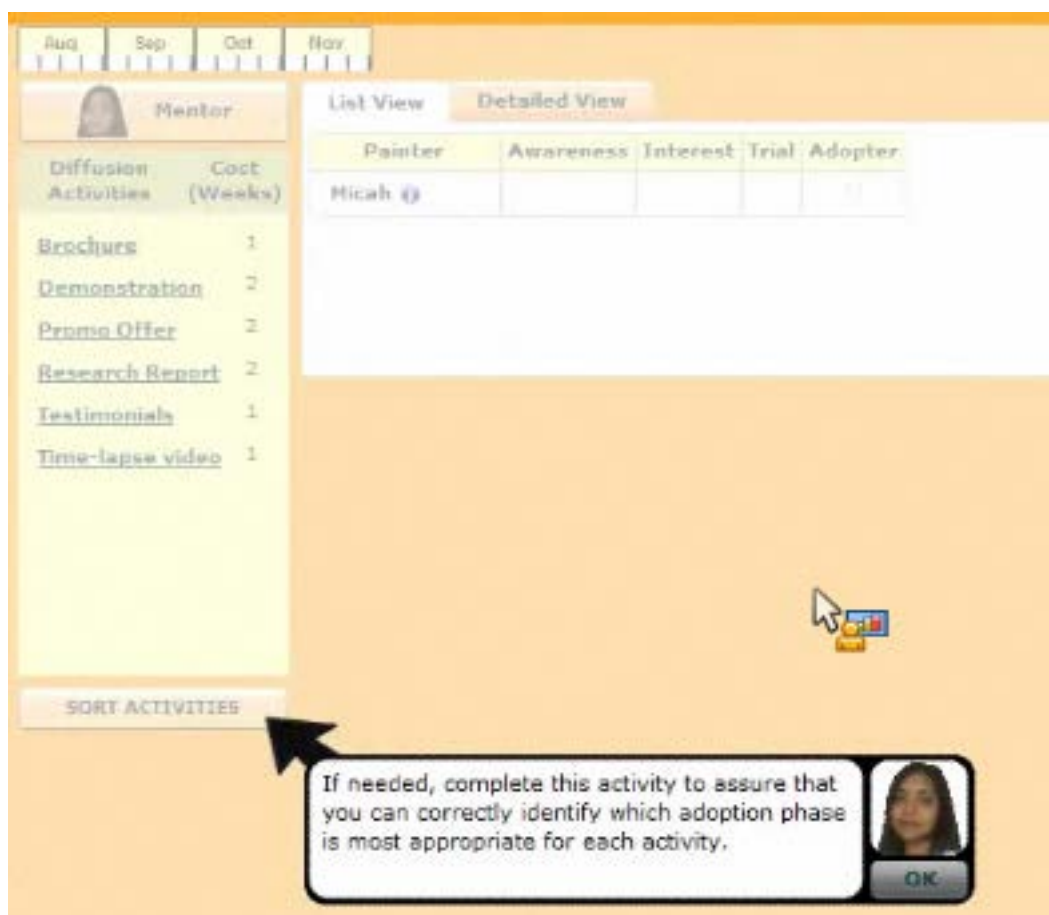 Aug Sep Oct Nov
Mentor
List View Detailed View
Painter Awareness Interest Trial Adopter
Micah
Diffusion Cost
Activities (Weeks)
Brochure 1
Demonstration 2
Promo Offer 2
Research Report 2
Testimonials 1
Time-lapse video 1
SORT ACTIVITIES
If needed, complete this activity to assure that
you can correctly identify which adoption phase
is most appropriate for each activity.
OK